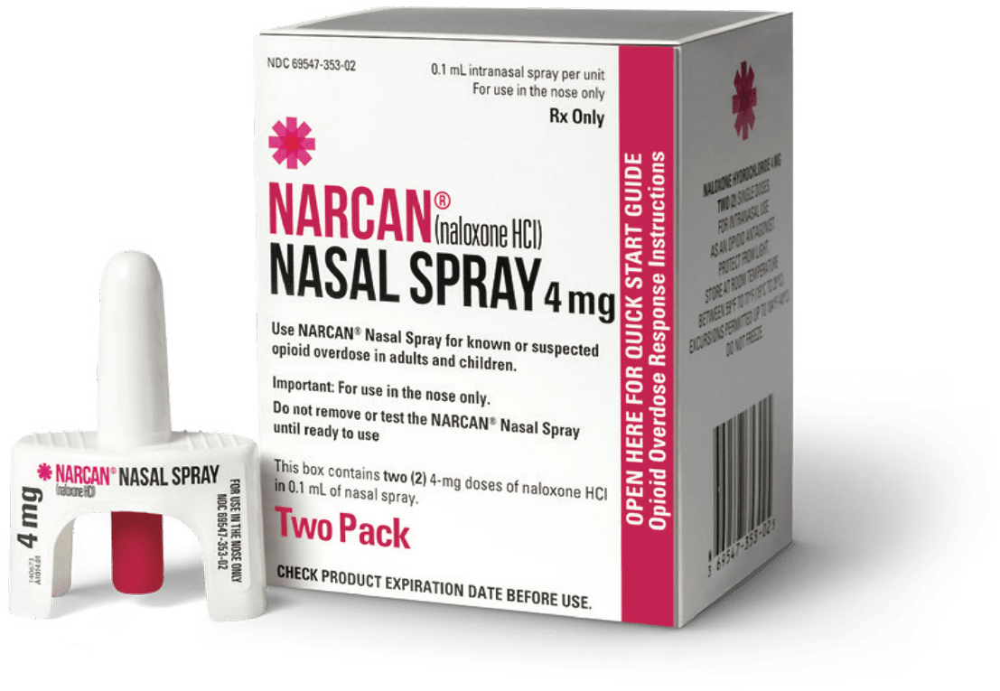 NDC 69547-353-02
0.1 mL intranasal spray per unit
For use in the nose only
Rx Only
NARCAN®
(naloxone HCl)
NASAL SPRAY 4 mg
Use NARCAN® Nasal Spray for known or suspected
opioid overdose in adults and children.
Important: For use in the nose only.
Do not remove or test the NARCAN® Nasal Spray
until ready to use
This box contains two (2) 4-mg doses of naloxone HCl
in 0.1 mL of nasal spray.
Two Pack
CHECK PRODUCT EXPIRATION DATE BEFORE USE.
OPEN HERE FOR QUICK START GUIDE
Opioid Overdose Response Instructions
NALOXONE HYDROCHLORIDE 4 MG
TWO (2) SINGLE DOSES
FOR INTRANASAL USE
AS AN OPIOID ANTAGONIST.
PROTECT FROM LIGHT.
STORE AT ROOM TEMPERATURE
BETWEEN 59°F TO 77°F (15°C TO 25°C)
EXCURSIONS PERMITTED UP TO 104°F (40°C)
DO NOT FREEZE
N
3 69547-353-02
NARCAN® NASAL SPRAY
(naloxone HCl)
4 mg
FOR USE IN THE NOSE ONLY
NDC 69547-353-02